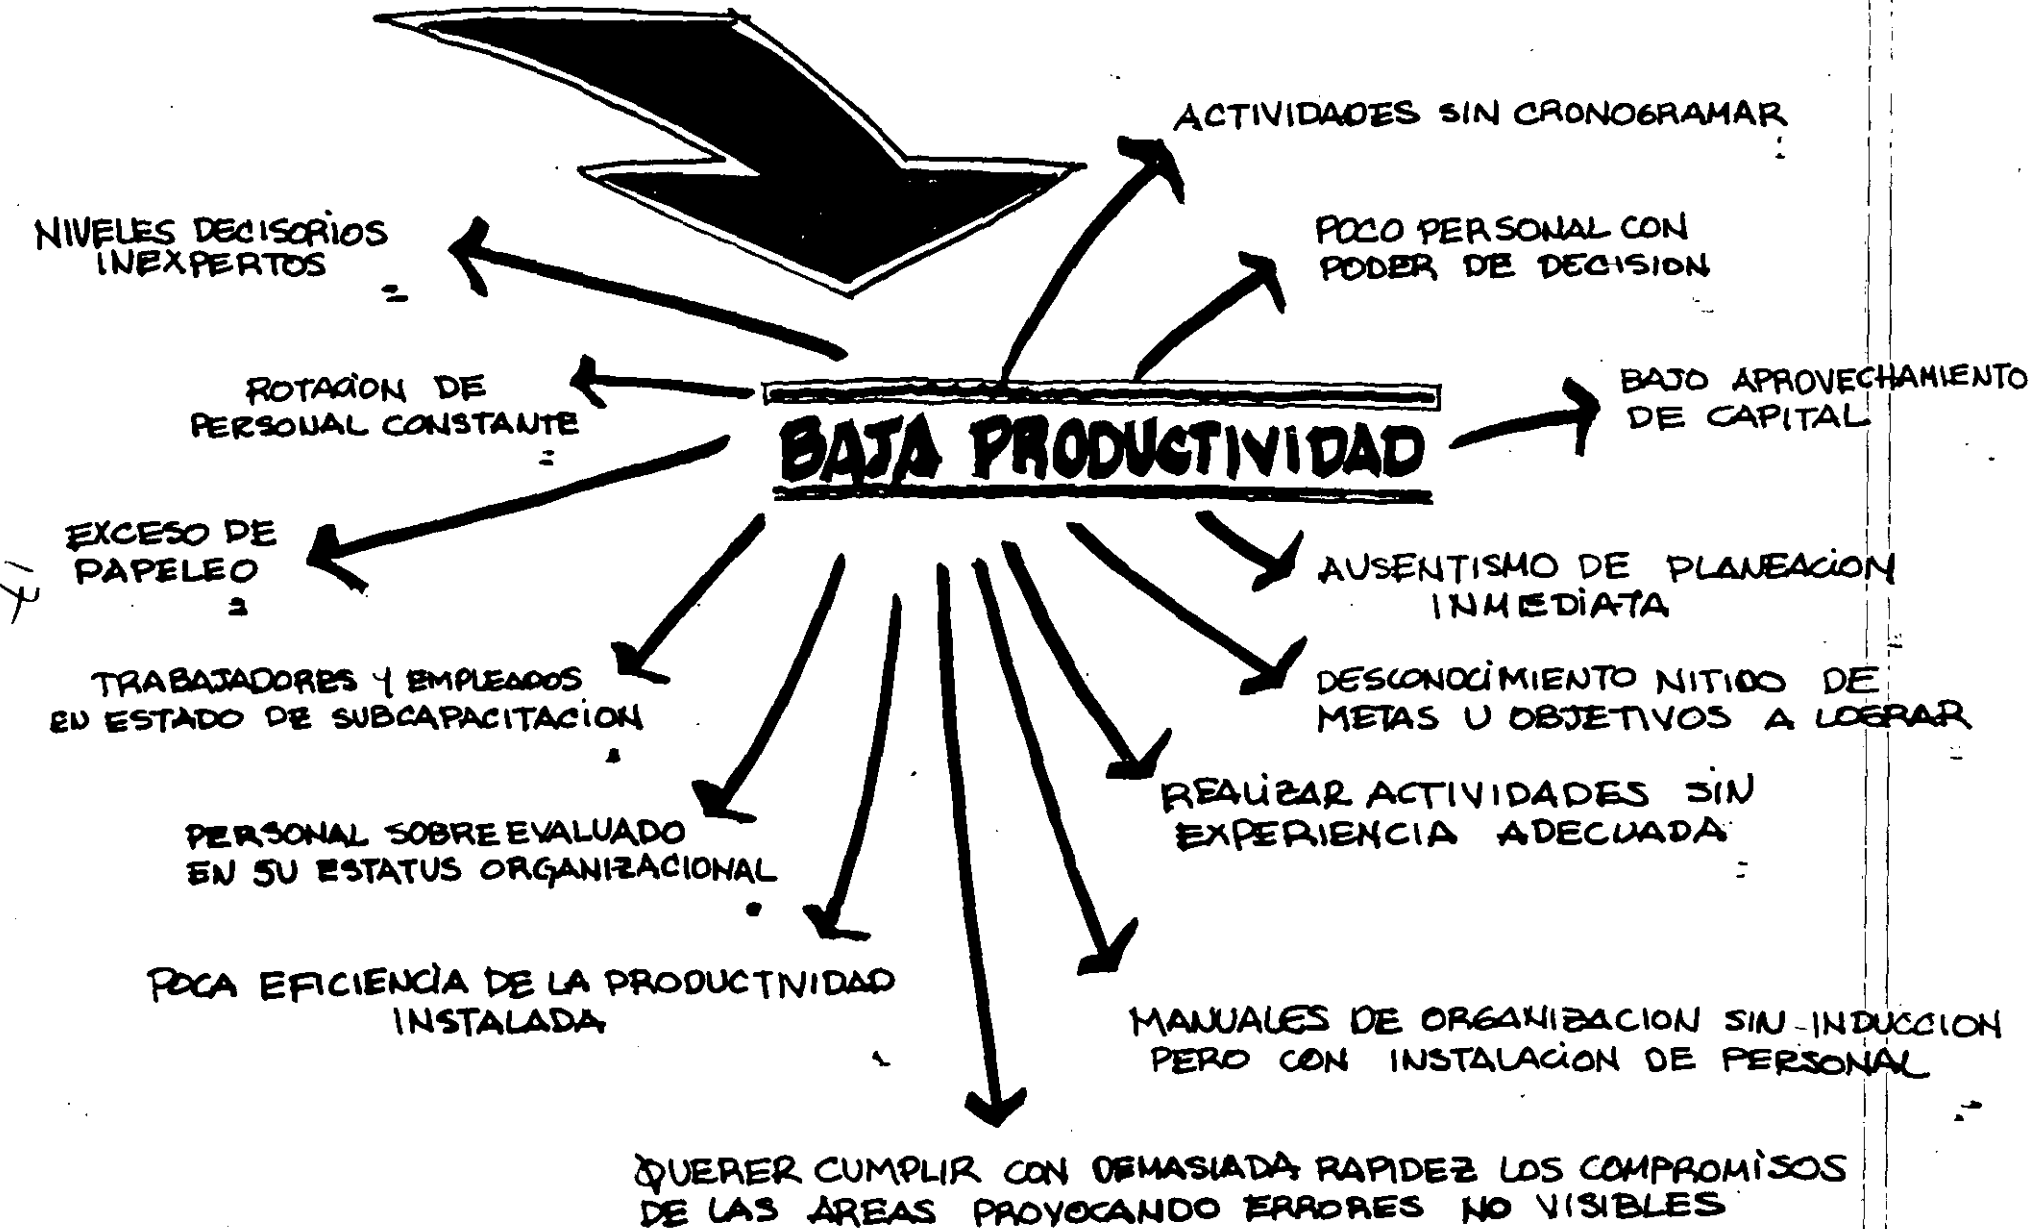 ACTIVIDADES SIN CRONOGRAMAR
NIVELES DECISORIOS
INEXPERTOS
POCO PERSONAL CON
PODER DE DECISION
ROTACION DE
PERSONAL CONSTANTE
BAJO APROVECHAMIENTO
DE CAPITAL
BAJA PRODUCTIVIDAD
EXCESO DE
PAPELEO
AUSENTISMO DE PLANEACION
INMEDIATA
TRABAJADORES Y EMPLEADOS
EN ESTADO DE SUBCAPACITACION
DESCONOCIMIENTO NITIDO DE
METAS U OBJETIVOS A LOGRAR
PERSONAL SOBREEVALUADO
EN SU ESTATUS ORGANIZACIONAL
REALIZAR ACTIVIDADES SIN
EXPERIENCIA ADECUADA
POCA EFICIENCIA DE LA PRODUCTIVIDAD
INSTALADA
MANUALES DE ORGANIZACION SIN INDUCCION
PERO CON INSTALACION DE PERSONAL
QUERER CUMPLIR CON DEMASIADA RAPIDEZ LOS COMPROMISOS
DE LAS AREAS PROVOCANDO ERRORES NO VISIBLES